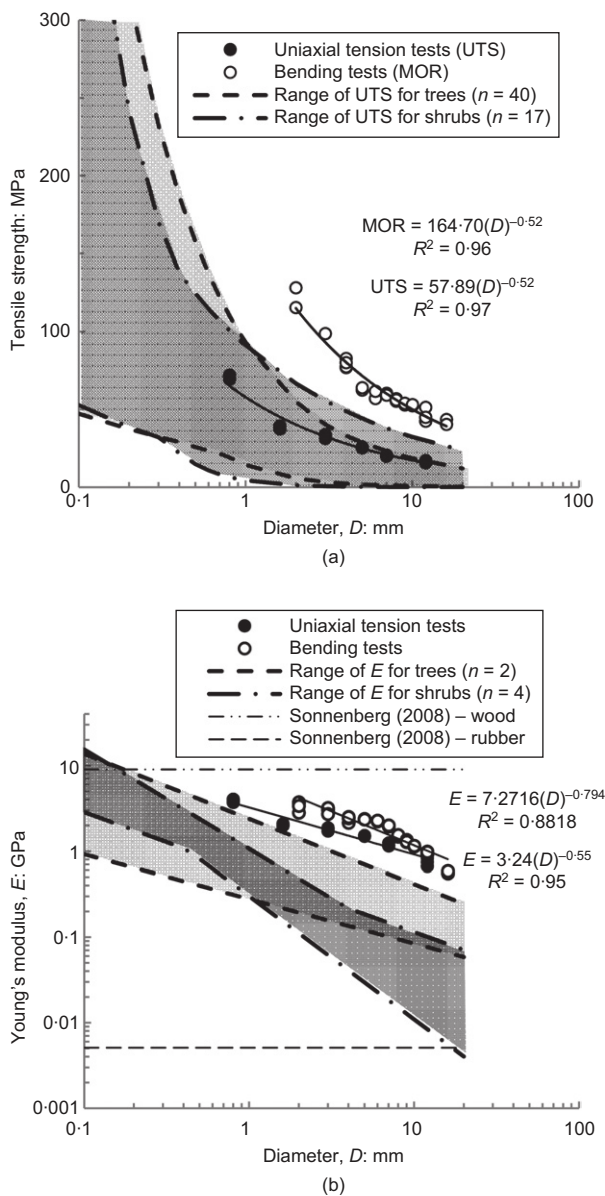 300
200
100
0
Tensile strength: MPa
Uniaxial tension tests (UTS)
Bending tests (MOR)
Range of UTS for trees (n = 40)
Range of UTS for shrubs (n = 17)
MOR = 164·70(D)^–0·52
R² = 0·96
UTS = 57·89(D)^–0·52
R² = 0·97
0·1 1 10 100
Diameter, D: mm
(a)
Uniaxial tension tests
Bending tests
Range of E for trees (n = 2)
Range of E for shrubs (n = 4)
Sonnenberg (2008) – wood
Sonnenberg (2008) – rubber
10
1
0·1
0·01
0·001
Young's modulus, E: GPa
E = 7·2716(D)^–0·794
R² = 0·8818
E = 3·24(D)^–0·55
R² = 0·95
0·1 1 10 100
Diameter, D: mm
(b)